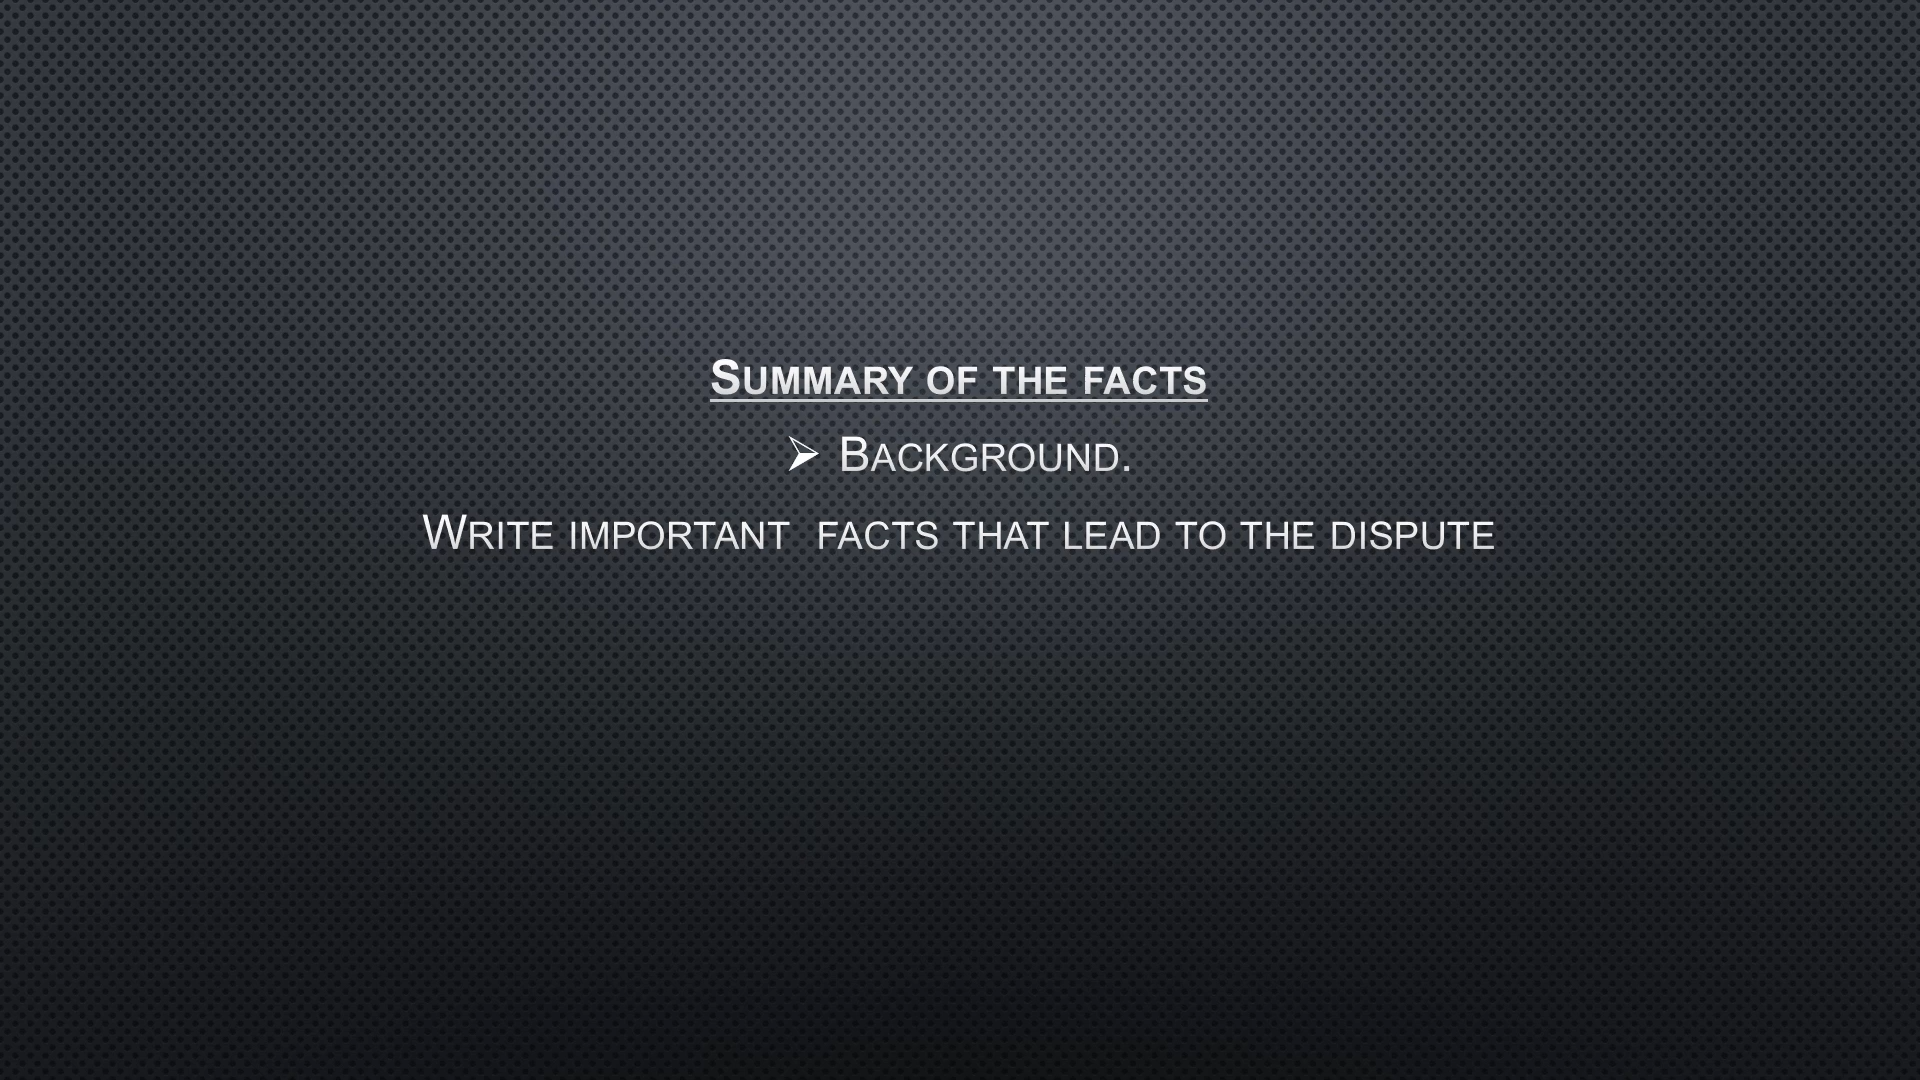 Summary of the facts
➢ Background.
Write important  facts that lead to the dispute